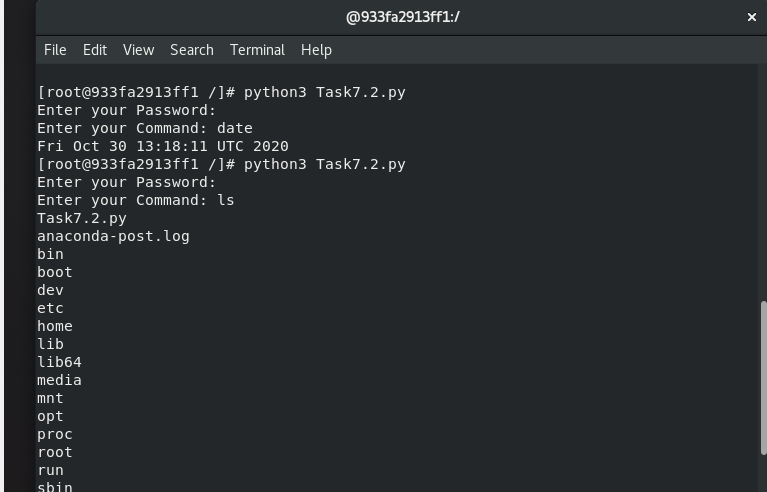 @933fa2913ff1:/ ×
File Edit View Search Terminal Help
[root@933fa2913ff1 /]# python3 Task7.2.py
Enter your Password:
Enter your Command: date
Fri Oct 30 13:18:11 UTC 2020
[root@933fa2913ff1 /]# python3 Task7.2.py
Enter your Password:
Enter your Command: ls
Task7.2.py
anaconda-post.log
bin
boot
dev
etc
home
lib
lib64
media
mnt
opt
proc
root
run
sbin